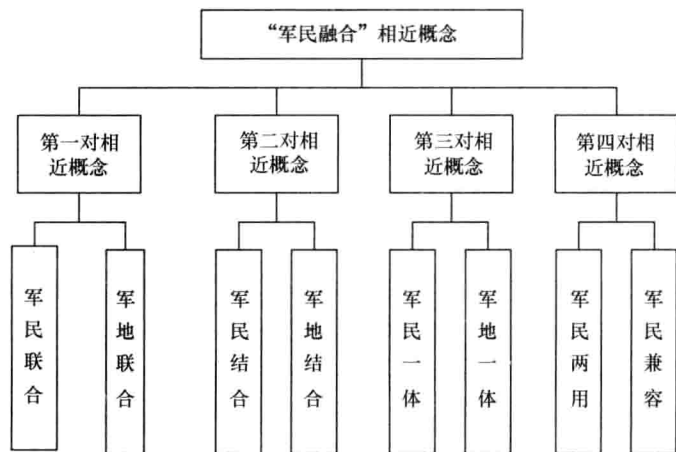 “军民融合”相近概念
第一对相
近概念
第二对相
近概念
第三对相
近概念
第四对相
近概念
军民联合
军地联合
军民结合
军地结合
军民一体
军地一体
军民两用
军民兼容